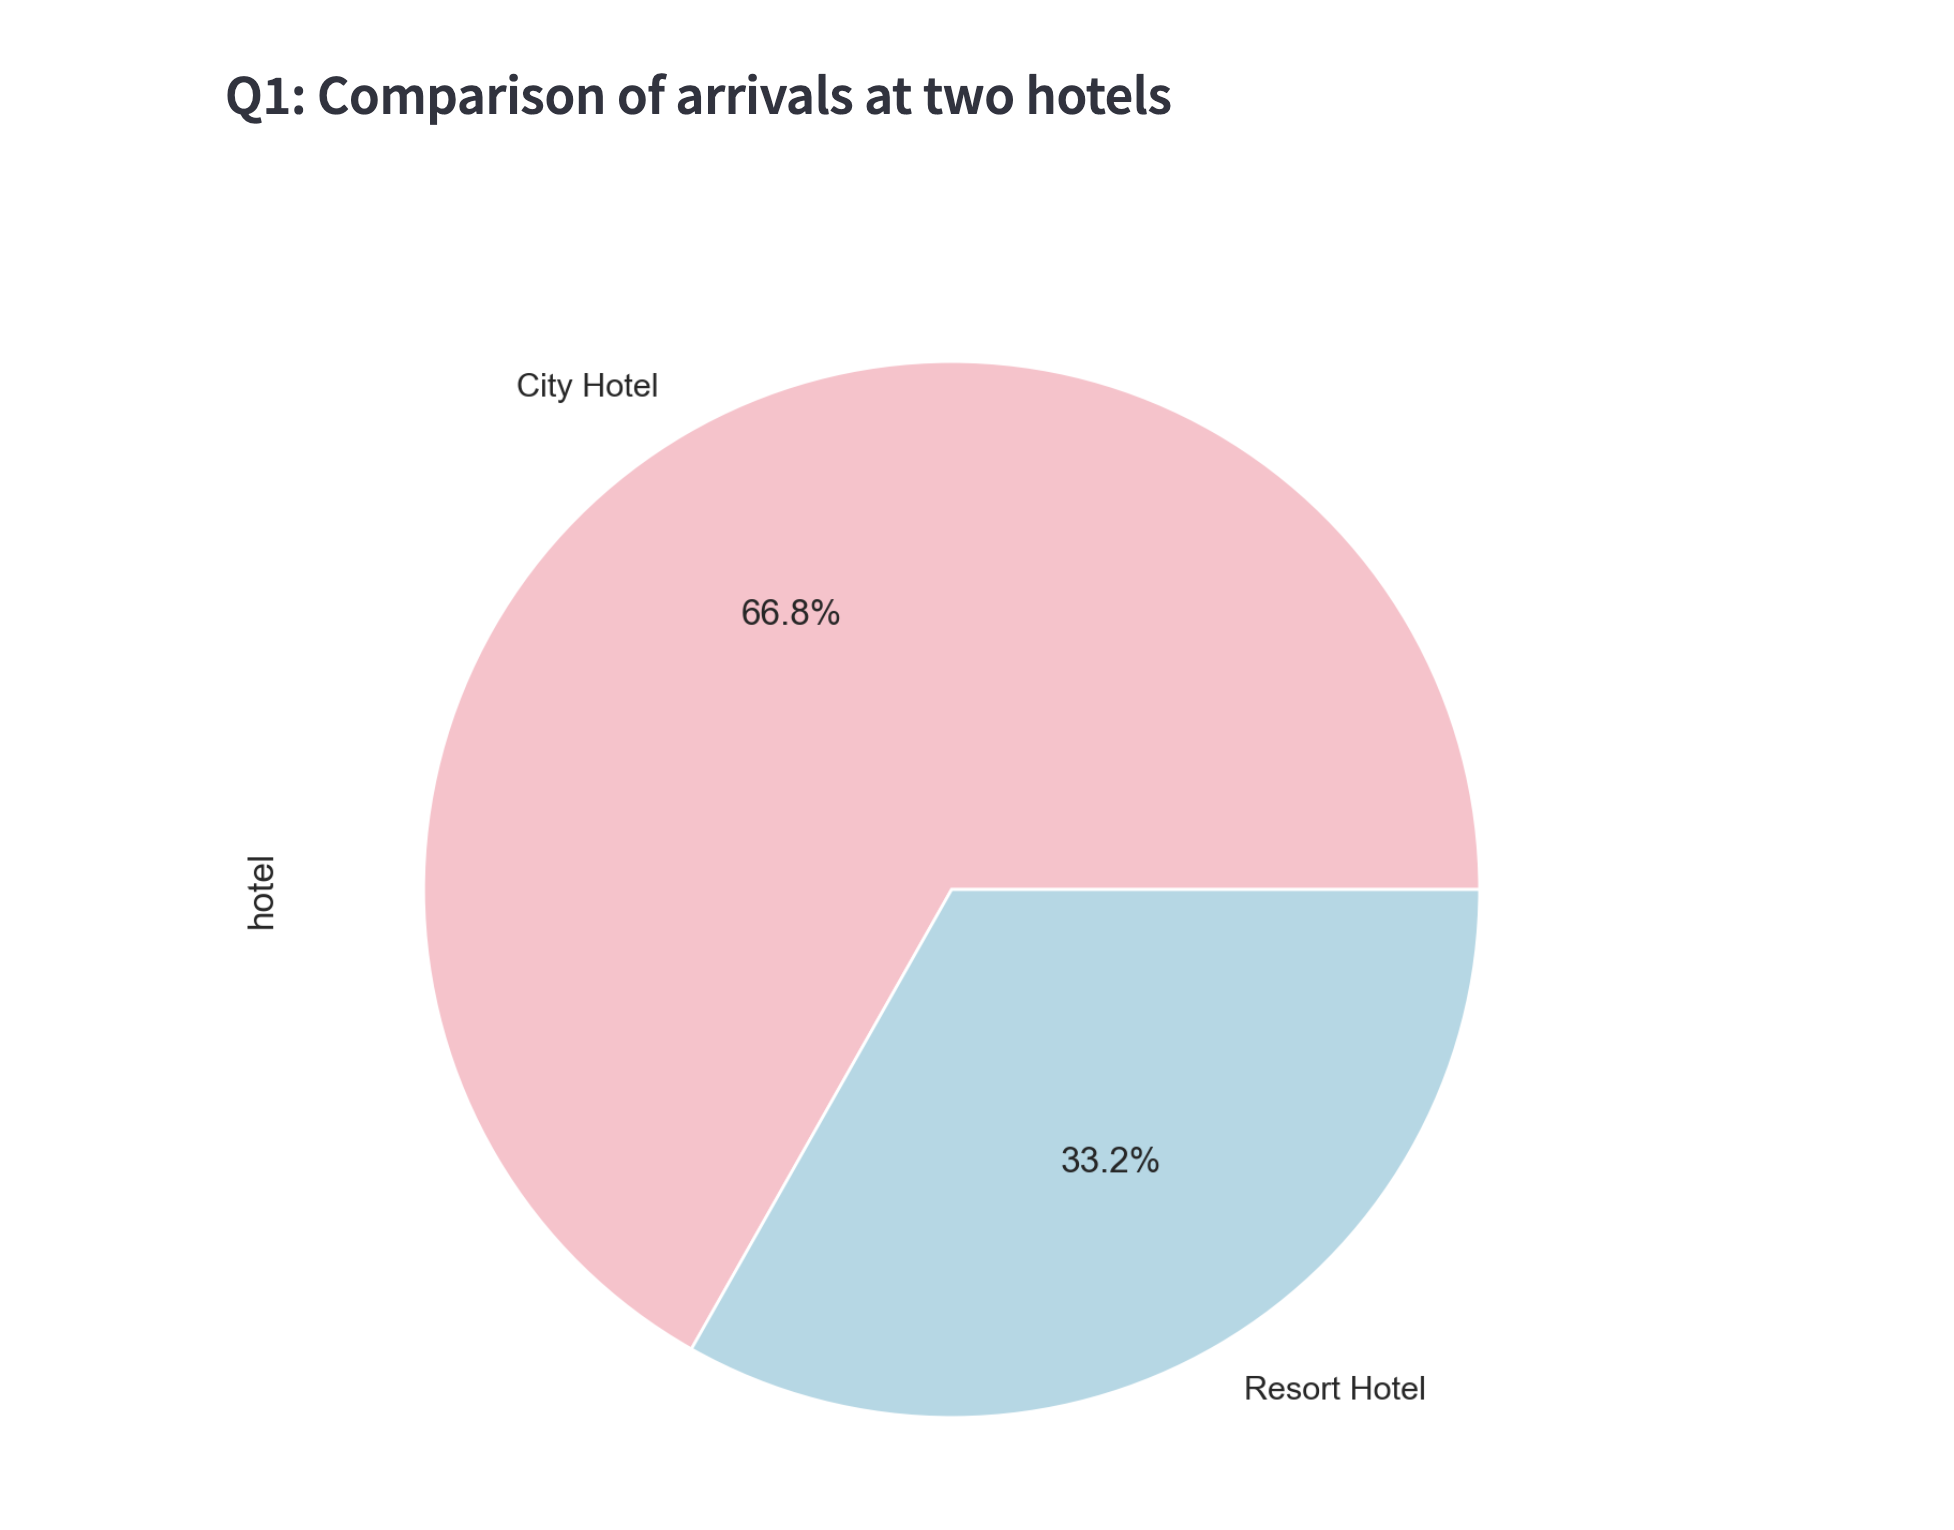 Q1: Comparison of arrivals at two hotels
City Hotel
66.8%
hotel
33.2%
Resort Hotel